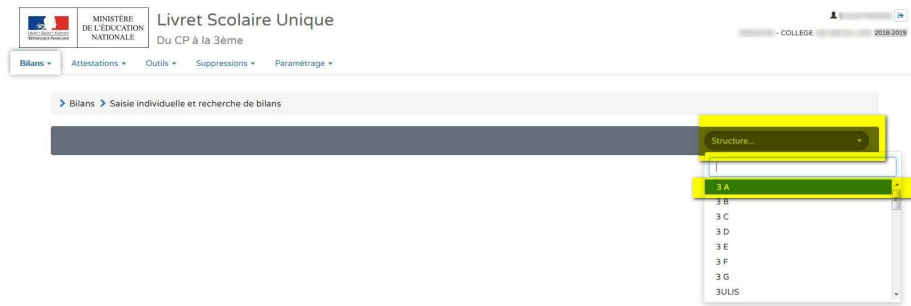 MINISTÈRE
DE L'ÉDUCATION
NATIONALE
Livret Scolaire Unique
Du CP à la 3ème
- COLLEGE
2018-2019
Bilans
Attestations
Outils
Suppressions
Paramétrage
Bilans
Saisie individuelle et recherche de bilans
Structure...
3 A
3 B
3 C
3 D
3 E
3 F
3 G
3ULIS